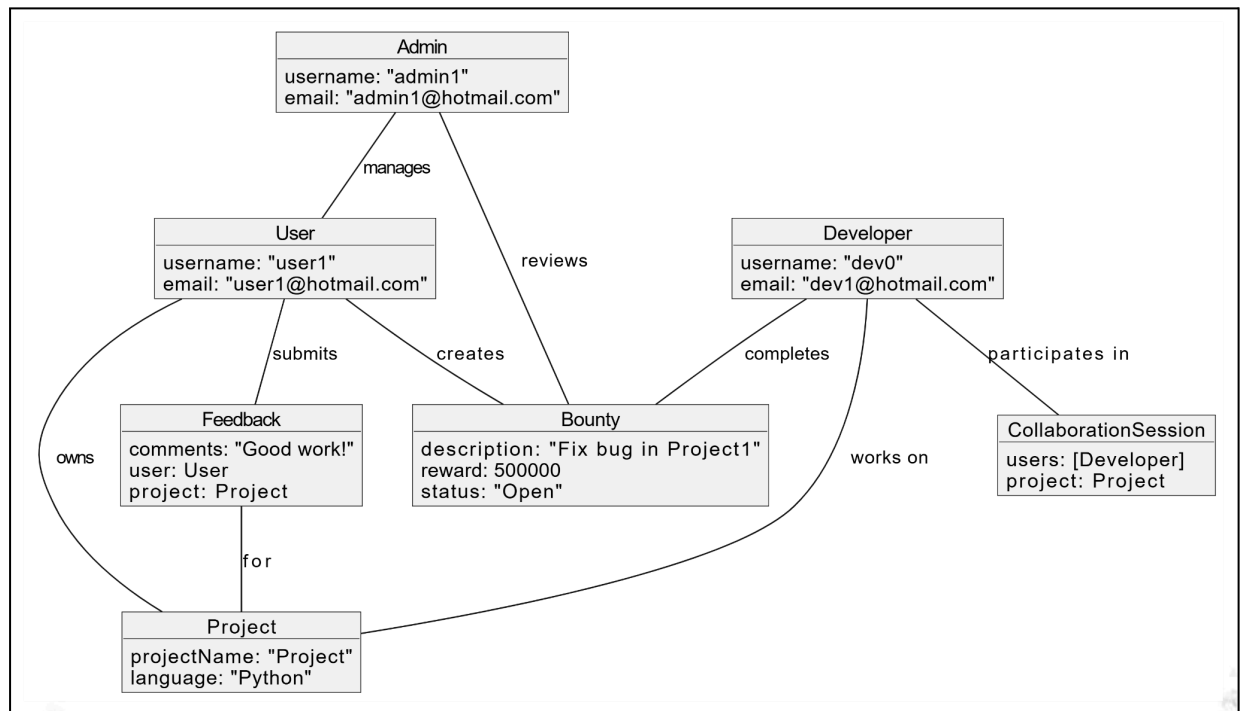 Admin
username: "admin1"
email: "admin1@hotmail.com"
manages
User
username: "user1"
email: "user1@hotmail.com"
reviews
Developer
username: "dev0"
email: "dev1@hotmail.com"
submits
creates
completes
participates in
Feedback
comments: "Good work!"
user: User
project: Project
Bounty
description: "Fix bug in Project1"
reward: 500000
status: "Open"
CollaborationSession
users: [Developer]
project: Project
owns
works on
for
Project
projectName: "Project"
language: "Python"